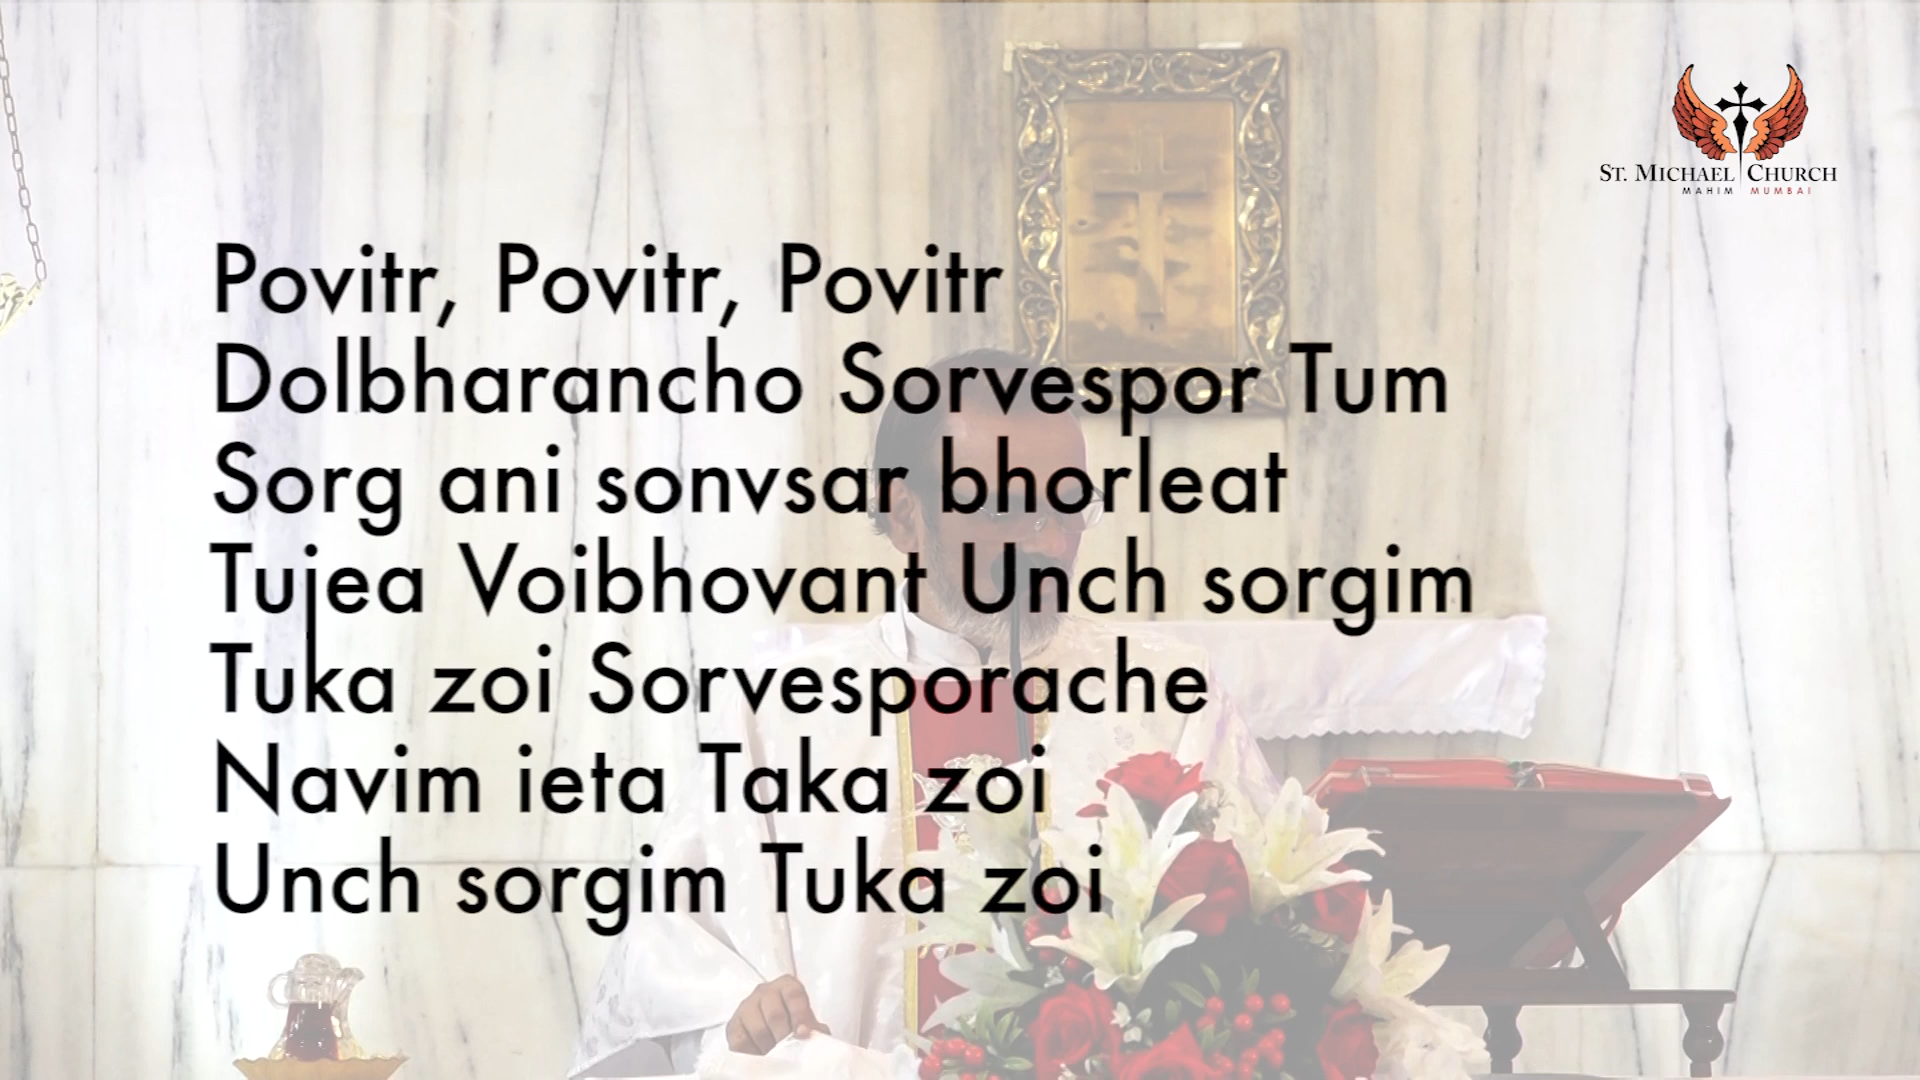 ST. MICHAEL CHURCH
MAHIM MUMBAI
Povitr, Povitr, Povitr
Dolbharancho Sorvespor Tum
Sorg ani sonvsar bhorleat
Tujea Voibhovant Unch sorgim
Tuka zoi Sorvesporache
Navim ieta Taka zoi
Unch sorgim Tuka zoi